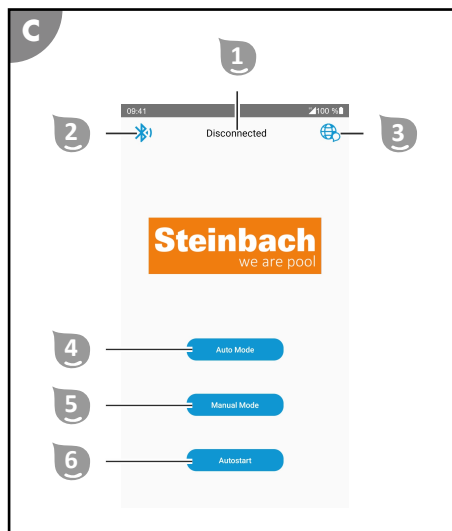 C
1
09:41 100 %
2
Disconnected
3
Steinbach
we are pool
4
Auto Mode
5
Manual Mode
6
Autostart